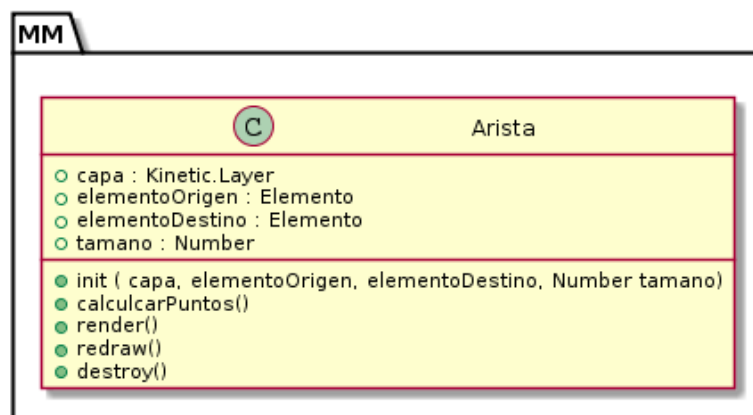 MM
C Arista
capa : Kinetic.Layer
elementoOrigen : Elemento
elementoDestino : Elemento
tamano : Number
init ( capa, elementoOrigen, elementoDestino, Number tamano)
calculcarPuntos()
render()
redraw()
destroy()